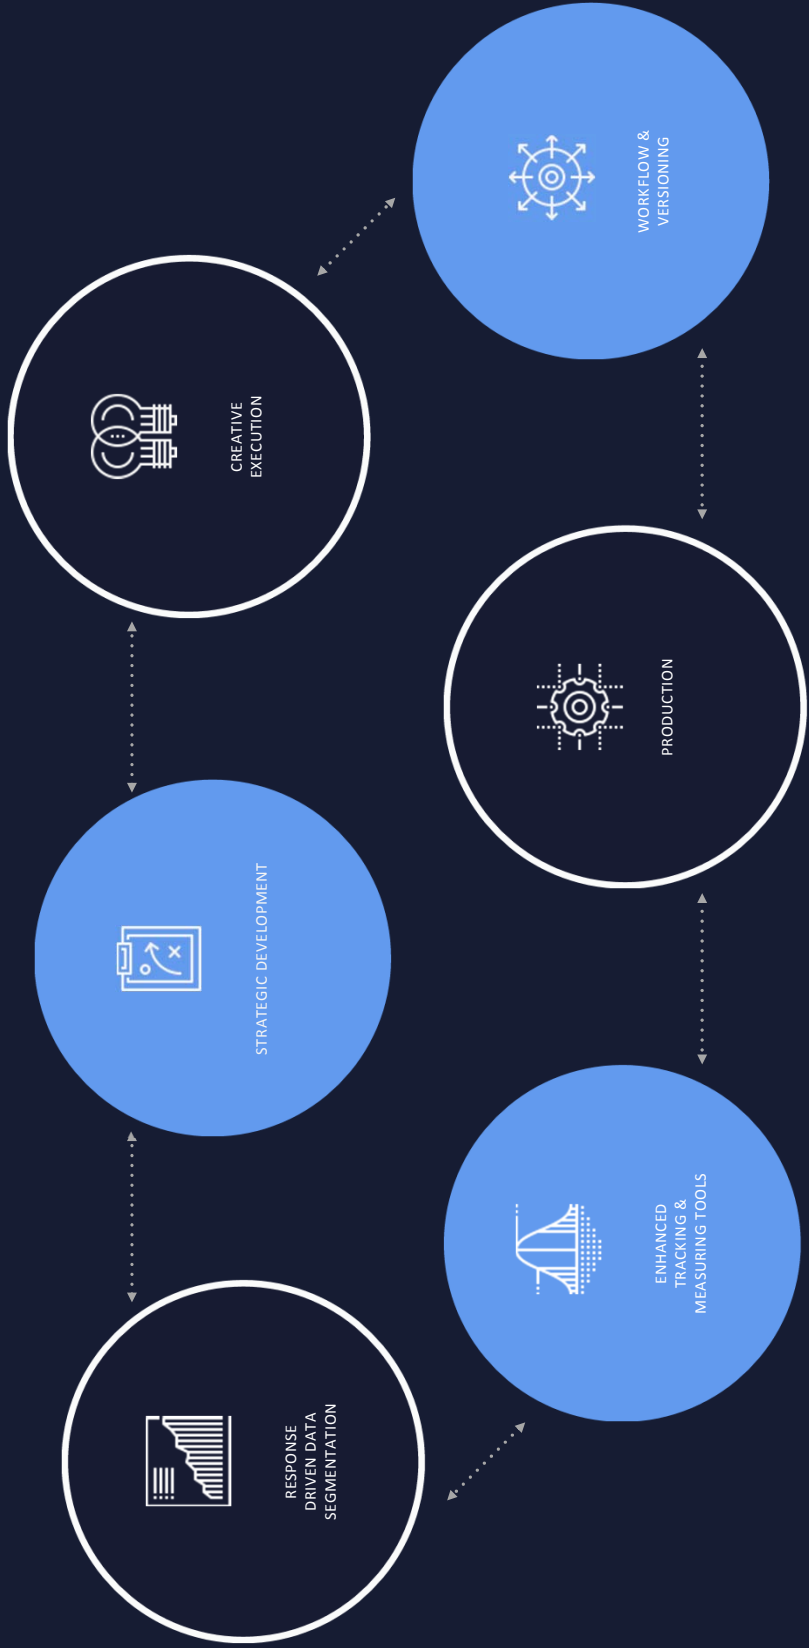 RESPONSE
DRIVEN DATA
SEGMENTATION
STRATEGIC DEVELOPMENT
CREATIVE
EXECUTION
WORKFLOW &
VERSIONING
PRODUCTION
ENHANCED
TRACKING &
MEASURING TOOLS